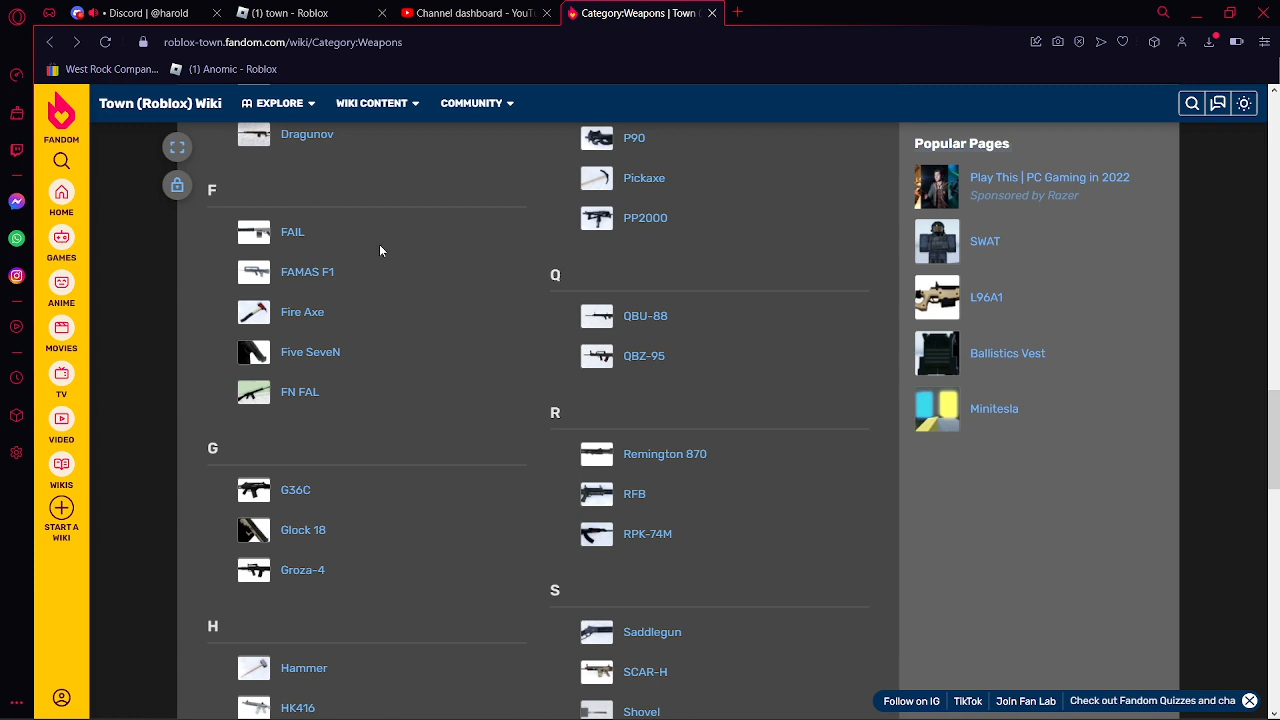 • Discord | @harold
(1) town - Roblox
Channel dashboard - YouT
Category:Weapons | Town (
roblox-town.fandom.com/wiki/Category:Weapons
West Rock Compan...
(1) Anomic - Roblox
FANDOM
HOME
GAMES
ANIME
MOVIES
TV
VIDEO
WIKIS
START A
WIKI
Town (Roblox) Wiki
EXPLORE
WIKI CONTENT
COMMUNITY
Dragunov
F
FAIL
FAMAS F1
Fire Axe
Five SeveN
FN FAL
G
G36C
Glock 18
Groza-4
H
Hammer
HK416
P90
Pickaxe
PP2000
Q
QBU-88
QBZ-95
R
Remington 870
RFB
RPK-74M
S
Saddlegun
SCAR-H
Shovel
Popular Pages
Play This | PC Gaming in 2022
Sponsored by Razer
SWAT
L96A1
Ballistics Vest
Minitesla
Follow on IG
TikTok
Join Fan Lab
Check out Fandom Quizzes and cha